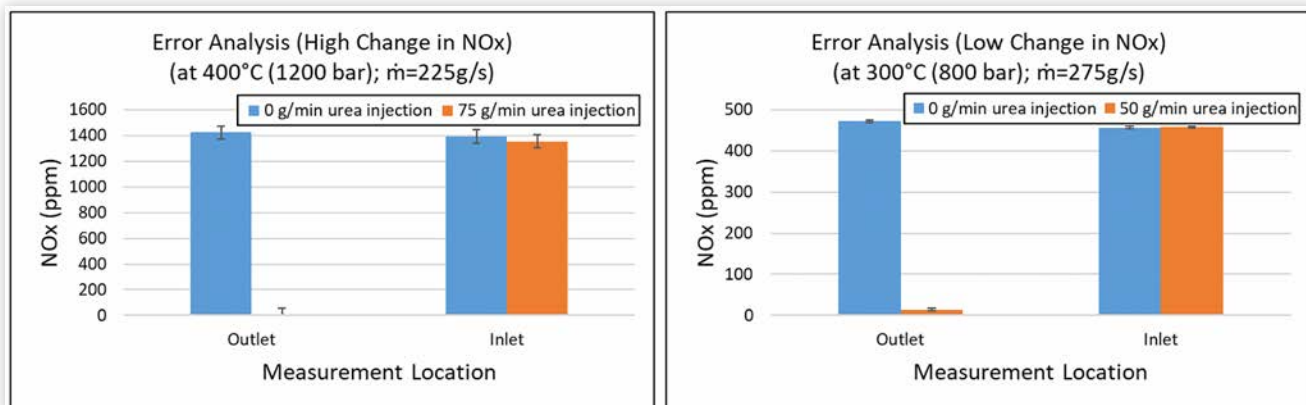 Error Analysis (High Change in NOx)
(at 400°C (1200 bar); ṁ=225g/s)
0 g/min urea injection 75 g/min urea injection
1600
1400
1200
1000
800
600
400
200
0
NOx (ppm)
Outlet Inlet
Measurement Location
Error Analysis (Low Change in NOx)
(at 300°C (800 bar); ṁ=275g/s)
0 g/min urea injection 50 g/min urea injection
500
400
300
200
100
0
NOx (ppm)
Outlet Inlet
Measurement Location